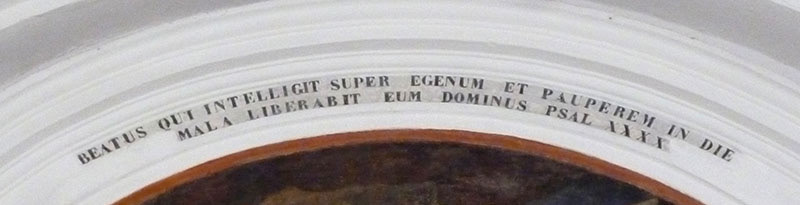 BEATUS QUI INTELLIGIT SUPER EGENUM ET PAUPEREM IN DIE
MALA LIBERABIT EUM DOMINUS PSAL XXXX